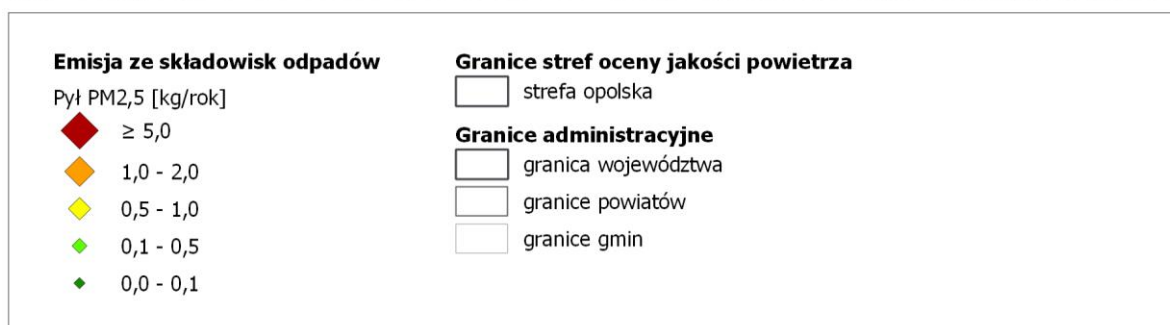 Emisja ze składowisk odpadów
Pył PM2,5 [kg/rok]
≥ 5,0
1,0 - 2,0
0,5 - 1,0
0,1 - 0,5
0,0 - 0,1
Granice stref oceny jakości powietrza
strefa opolska
Granice administracyjne
granica województwa
granice powiatów
granice gmin